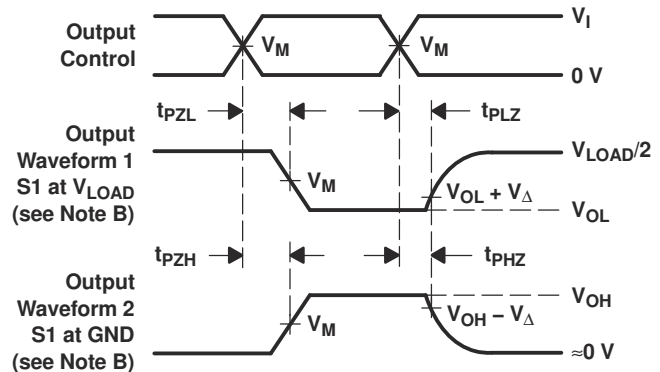 Output
Control
V_M
V_M
V_I
0 V
t_PZL
t_PLZ
Output
Waveform 1
S1 at V_LOAD
(see Note B)
V_M
V_LOAD/2
V_OL + V_Δ
V_OL
t_PZH
t_PHZ
Output
Waveform 2
S1 at GND
(see Note B)
V_M
V_OH
V_OH − V_Δ
≈0 V